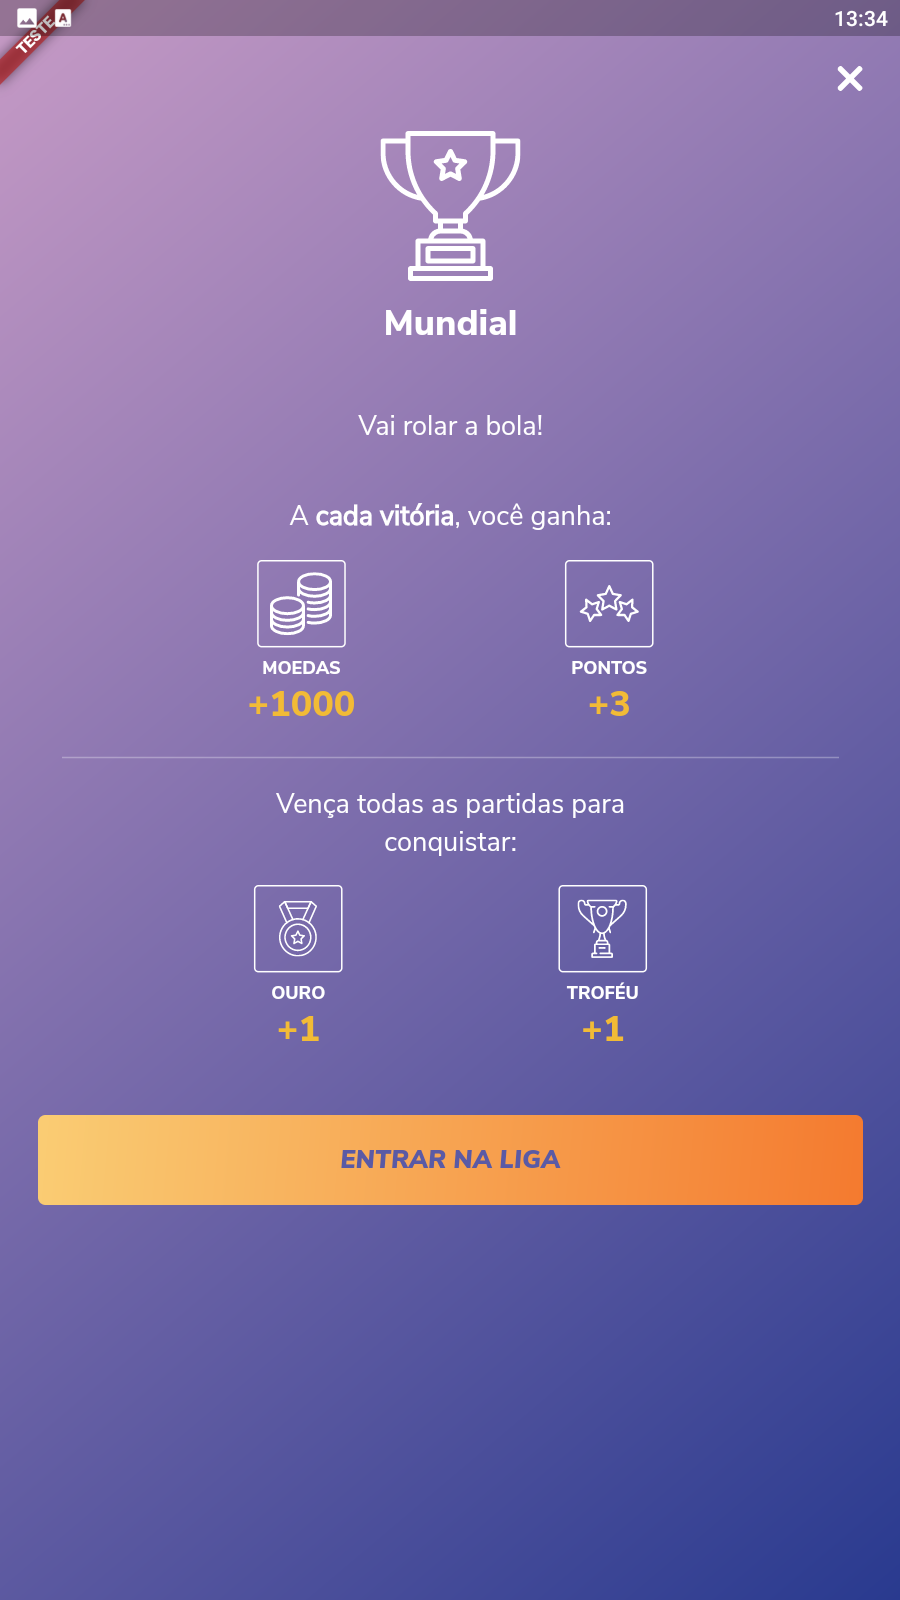 TESTE
13:34
Mundial
Vai rolar a bola!
A cada vitória, você ganha:
MOEDAS
+1000
PONTOS
+3
Vença todas as partidas para
conquistar:
OURO
+1
TROFÉU
+1
ENTRAR NA LIGA